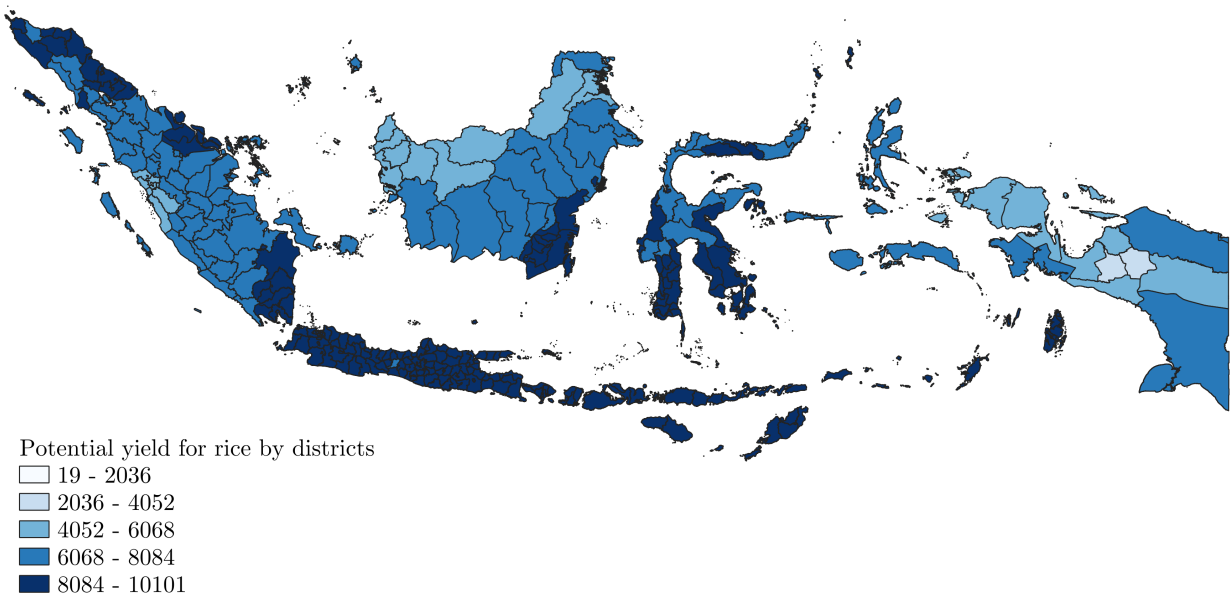 Potential yield for rice by districts
19 - 2036
2036 - 4052
4052 - 6068
6068 - 8084
8084 - 10101